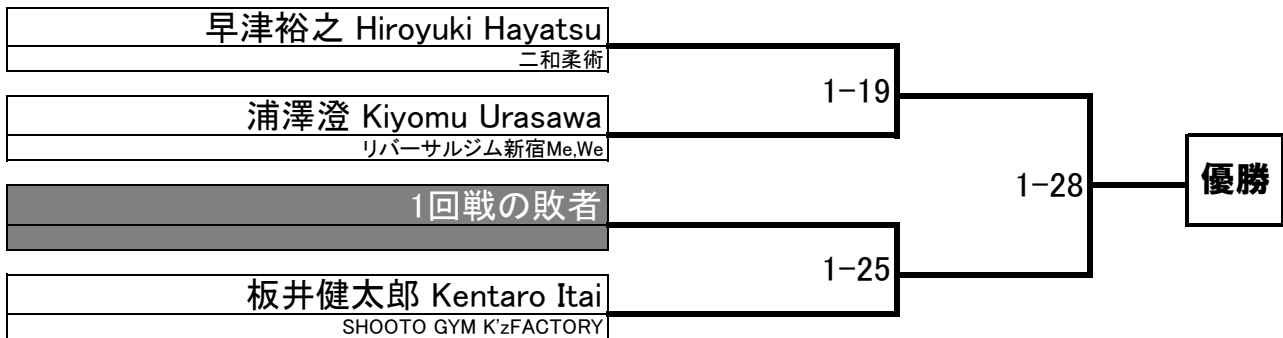 早津裕之 Hiroyuki Hayatsu
二和柔術
1-19
浦澤澄 Kiyomu Urasawa
リバーサルジム新宿Me,We
1-28
優勝
1回戦の敗者
1-25
板井健太郎 Kentaro Itai
SHOOTO GYM K'zFACTORY